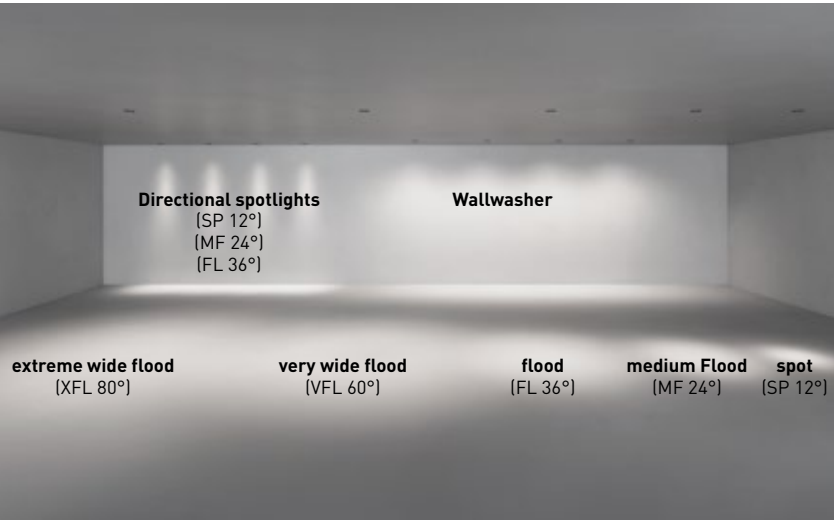 Directional spotlights
(SP 12°)
(MF 24°)
(FL 36°)
Wallwasher
extreme wide flood
(XFL 80°)
very wide flood
(VFL 60°)
flood
(FL 36°)
medium Flood
(MF 24°)
spot
(SP 12°)